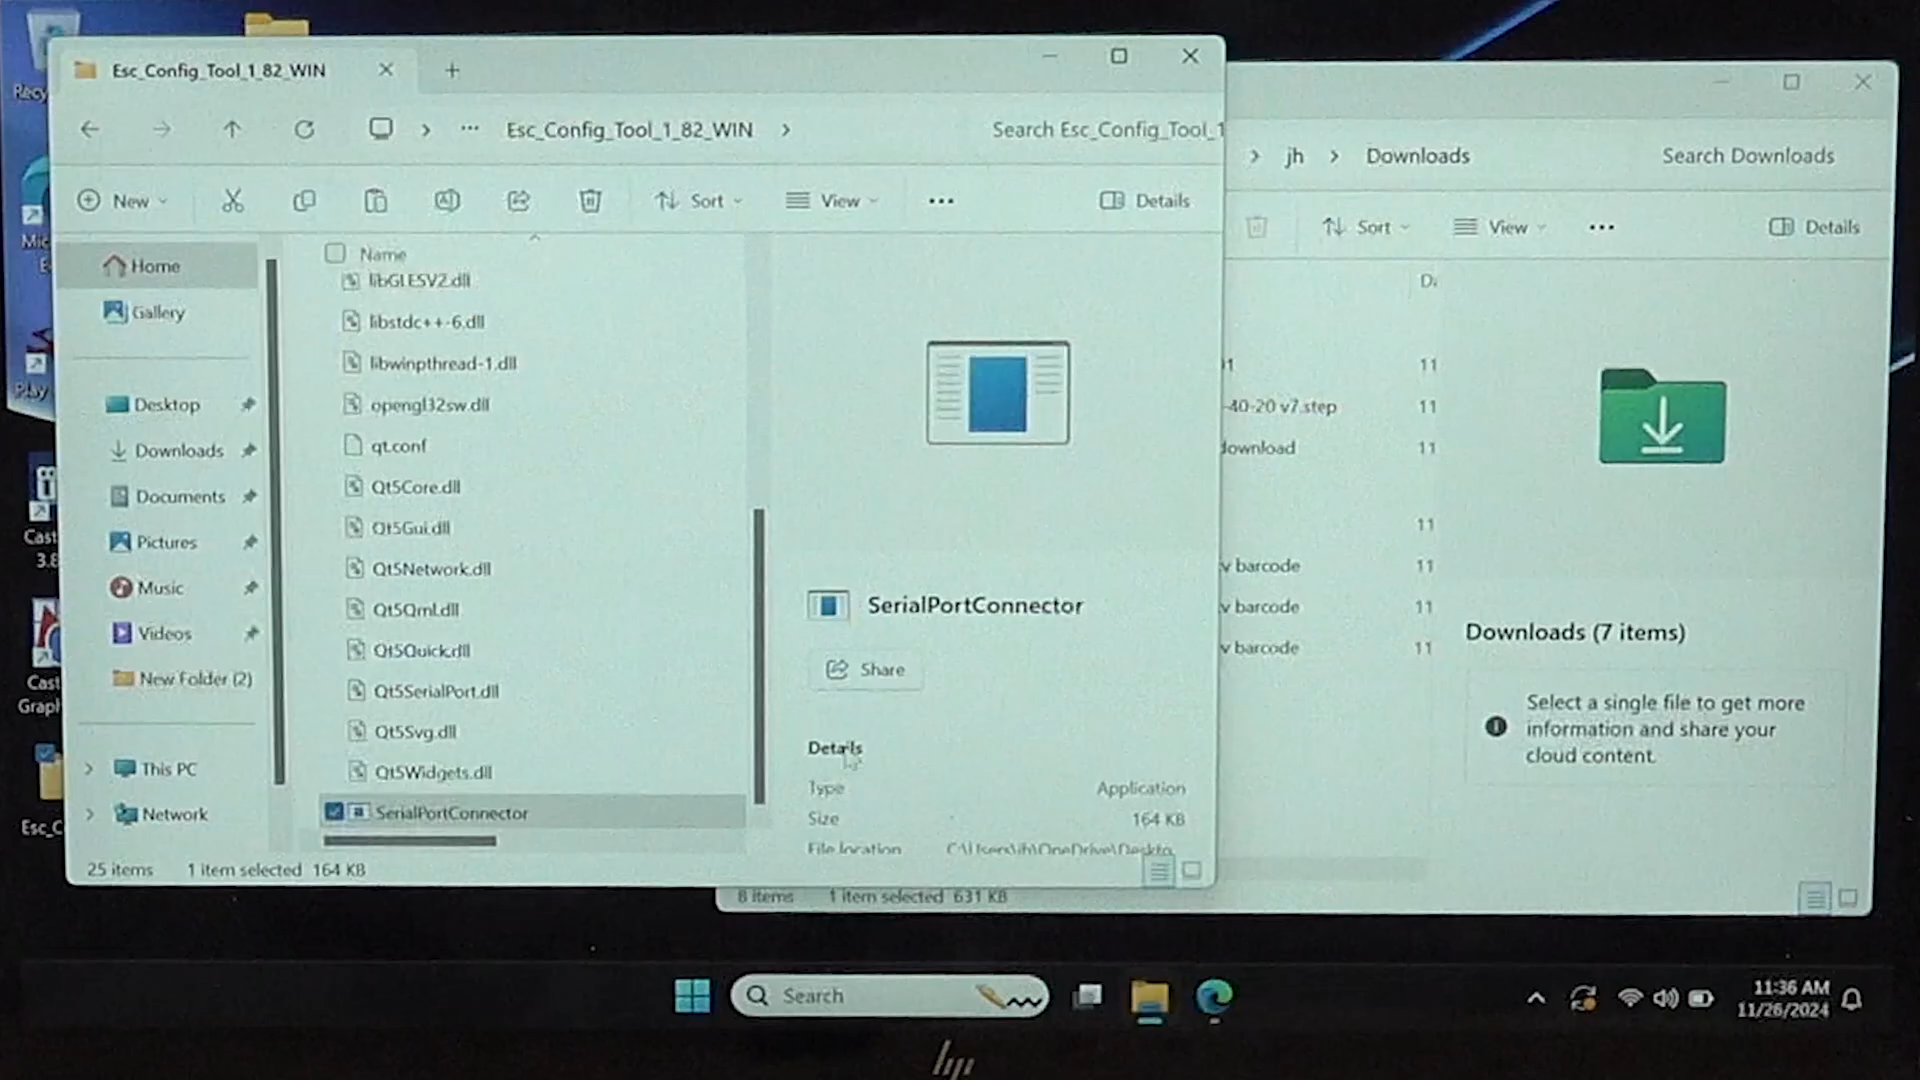 Esc_Config_Tool_1_82_WIN
Esc_Config_Tool_1_82_WIN
Search Esc_Config_Tool_1
New
Sort
View
Details
Home
Gallery
Desktop
Downloads
Documents
Pictures
Music
Videos
New Folder (2)
This PC
Network
Name
libGLESV2.dll
libstdc++-6.dll
libwinpthread-1.dll
opengl32sw.dll
qt.conf
Qt5Core.dll
Qt5Gui.dll
Qt5Network.dll
Qt5Qml.dll
Qt5Quick.dll
Qt5SerialPort.dll
Qt5Svg.dll
Qt5Widgets.dll
SerialPortConnector
SerialPortConnector
Share
Details
Type Application
Size 164 KB
File location C:\Users\jh\OneDrive\Deskto
25 items 1 item selected 164 KB
jh Downloads
Search Downloads
Sort
View
Details
11
-40-20 v7.step 11
download 11
11
v barcode 11
v barcode 11
v barcode 11
Downloads (7 items)
Select a single file to get more
information and share your
cloud content.
8 items 1 item selected 631 KB
Recy
Mic
E
Play
Cast
3.8
Cast
Graph
Esc_C
Search
11:36 AM
11/26/2024
hp